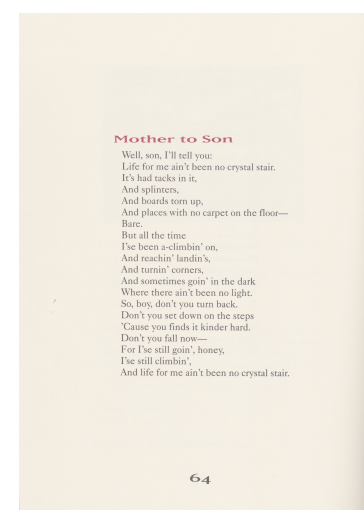 Mother to Son
Well, son, I'll tell you:
Life for me ain't been no crystal stair.
It's had tacks in it,
And splinters,
And boards torn up,
And places with no carpet on the floor—
Bare.
But all the time
I'se been a-climbin' on,
And reachin' landin's,
And turnin' corners,
And sometimes goin' in the dark
Where there ain't been no light.
So, boy, don't you turn back.
Don't you set down on the steps
'Cause you finds it kinder hard.
Don't you fall now—
For I'se still goin', honey,
I'se still climbin',
And life for me ain't been no crystal stair.
64